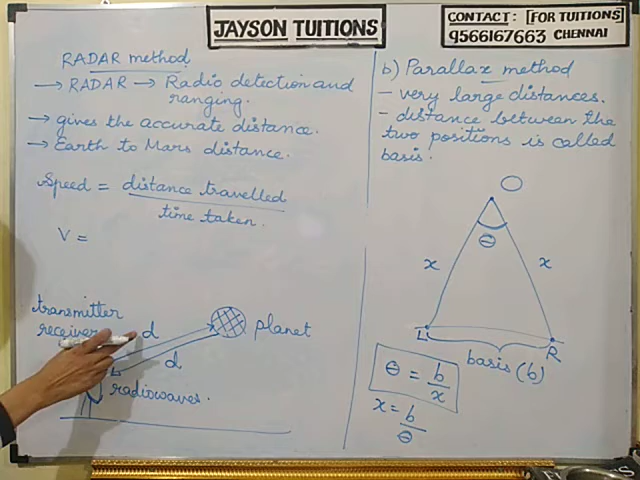 JAYSON TUITIONS
CONTACT: [FOR TUITIONS]
9566167663 CHENNAI
RADAR method
→ RADAR → Radio detection and
ranging.
→ gives the accurate distance.
→ Earth to Mars distance.
Speed = distance travelled
time taken.
V =
transmitter
receiver
d
d
planet
radiowaves.
b) Parallax method
- very large distances.
- distance between the
two positions is called
basis.
O
θ
x
x
L
R
basis (b)
θ = b/x
x = b/θ